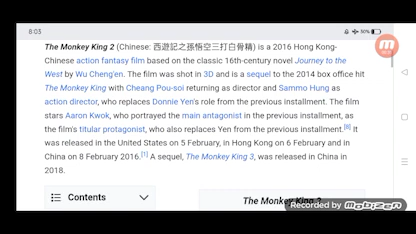 8:03
50%
The Monkey King 2 (Chinese: 西遊記之孫悟空三打白骨精) is a 2016 Hong Kong-
Chinese action fantasy film based on the classic 16th-century novel Journey to the
West by Wu Cheng'en. The film was shot in 3D and is a sequel to the 2014 box office hit
The Monkey King with Cheang Pou-soi returning as director and Sammo Hung as
action director, who replaces Donnie Yen's role from the previous installment. The film
stars Aaron Kwok, who portrayed the main antagonist in the previous installment, as
the film's titular protagonist, who also replaces Yen from the previous installment.[8] It
was released in the United States on 5 February, in Hong Kong on 6 February and in
China on 8 February 2016.[1] A sequel, The Monkey King 3, was released in China in
2018.
Contents
The Monkey King 2
Recorded by mobizen